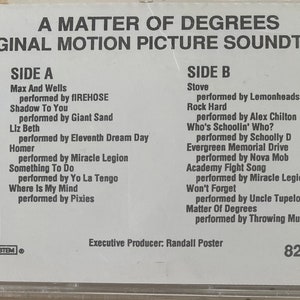 A MATTER OF DEGREES
GINAL MOTION PICTURE SOUNDT
SIDE A
Max And Wells
performed by fIREHOSE
Shadow To You
performed by Giant Sand
Liz Beth
performed by Eleventh Dream Day
Homer
performed by Miracle Legion
Something To Do
performed by Yo La Tengo
Where Is My Mind
performed by Pixies
SIDE B
Stove
performed by Lemonheads
Rock Hard
performed by Alex Chilton
Who's Schoolin' Who?
performed by Schoolly D
Evergreen Memorial Drive
performed by Nova Mob
Academy Fight Song
performed by Miracle Legi
Won't Forget
performed by Uncle Tupelo
Matter Of Degrees
performed by Throwing Mu
Executive Producer: Randall Poster
STEM ®
82